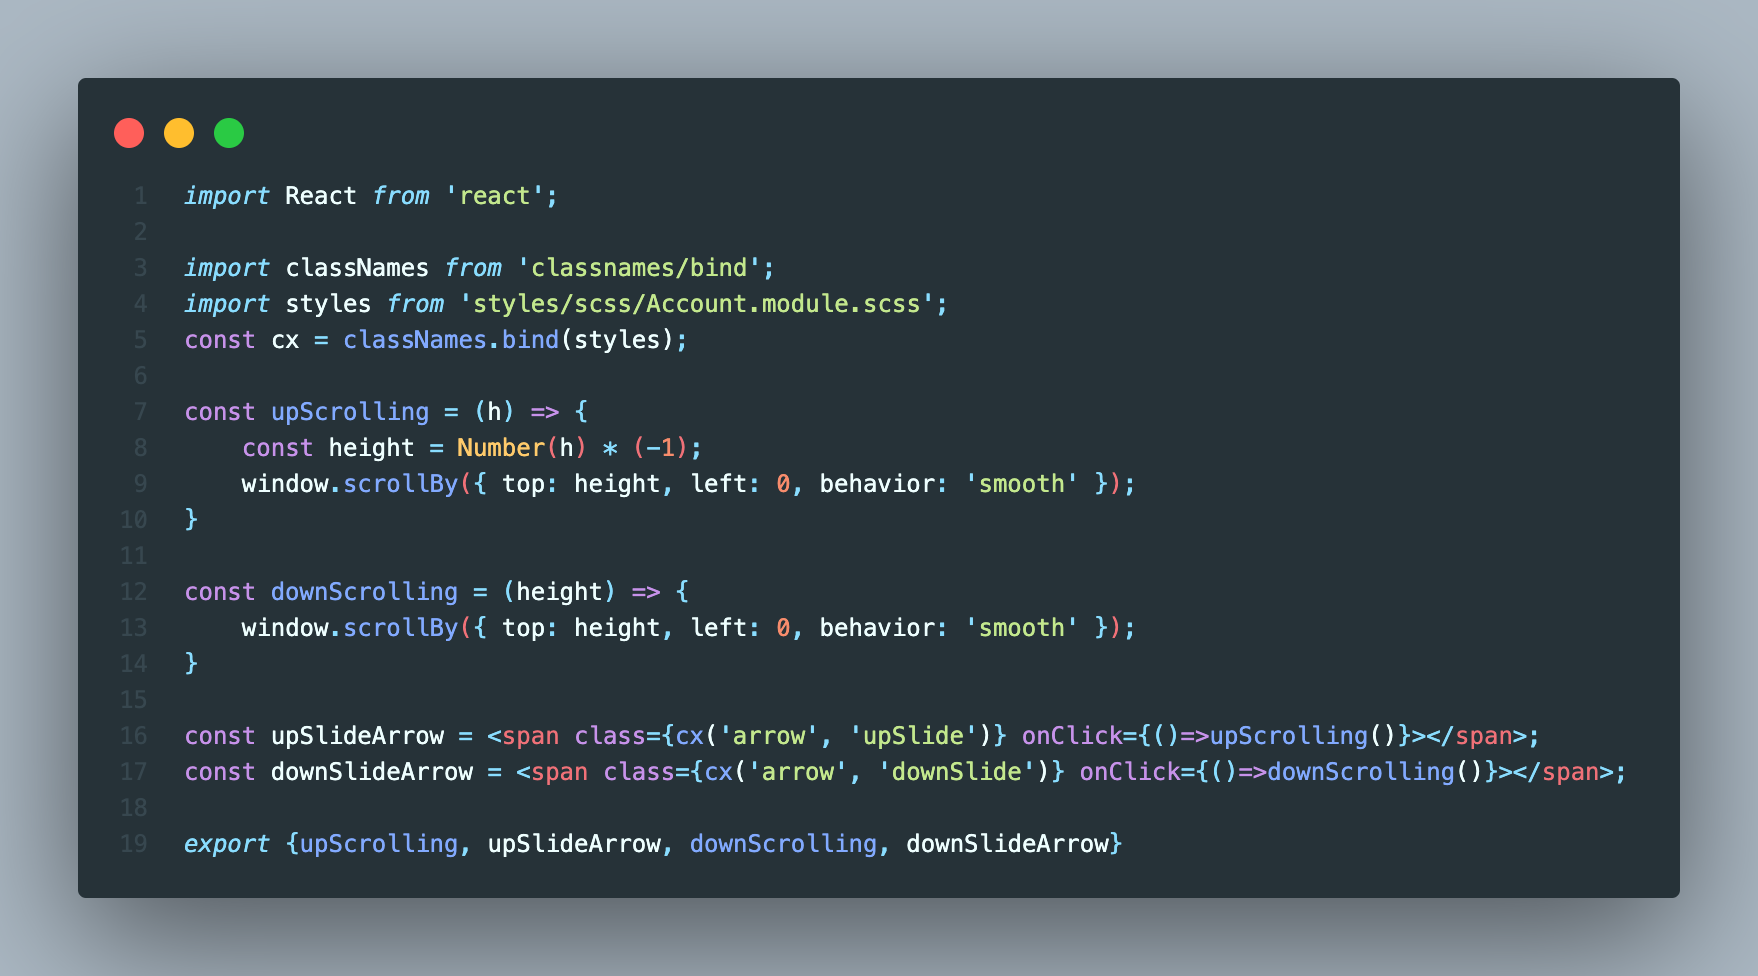 1 import React from 'react';
2
3 import classNames from 'classnames/bind';
4 import styles from 'styles/scss/Account.module.scss';
5 const cx = classNames.bind(styles);
6
7 const upScrolling = (h) => {
8     const height = Number(h) * (-1);
9     window.scrollBy({ top: height, left: 0, behavior: 'smooth' });
10 }
11
12 const downScrolling = (height) => {
13     window.scrollBy({ top: height, left: 0, behavior: 'smooth' });
14 }
15
16 const upSlideArrow = <span class={cx('arrow', 'upSlide')} onClick={()=>upScrolling()}></span>;
17 const downSlideArrow = <span class={cx('arrow', 'downSlide')} onClick={()=>downScrolling()}></span>;
18
19 export {upScrolling, upSlideArrow, downScrolling, downSlideArrow}